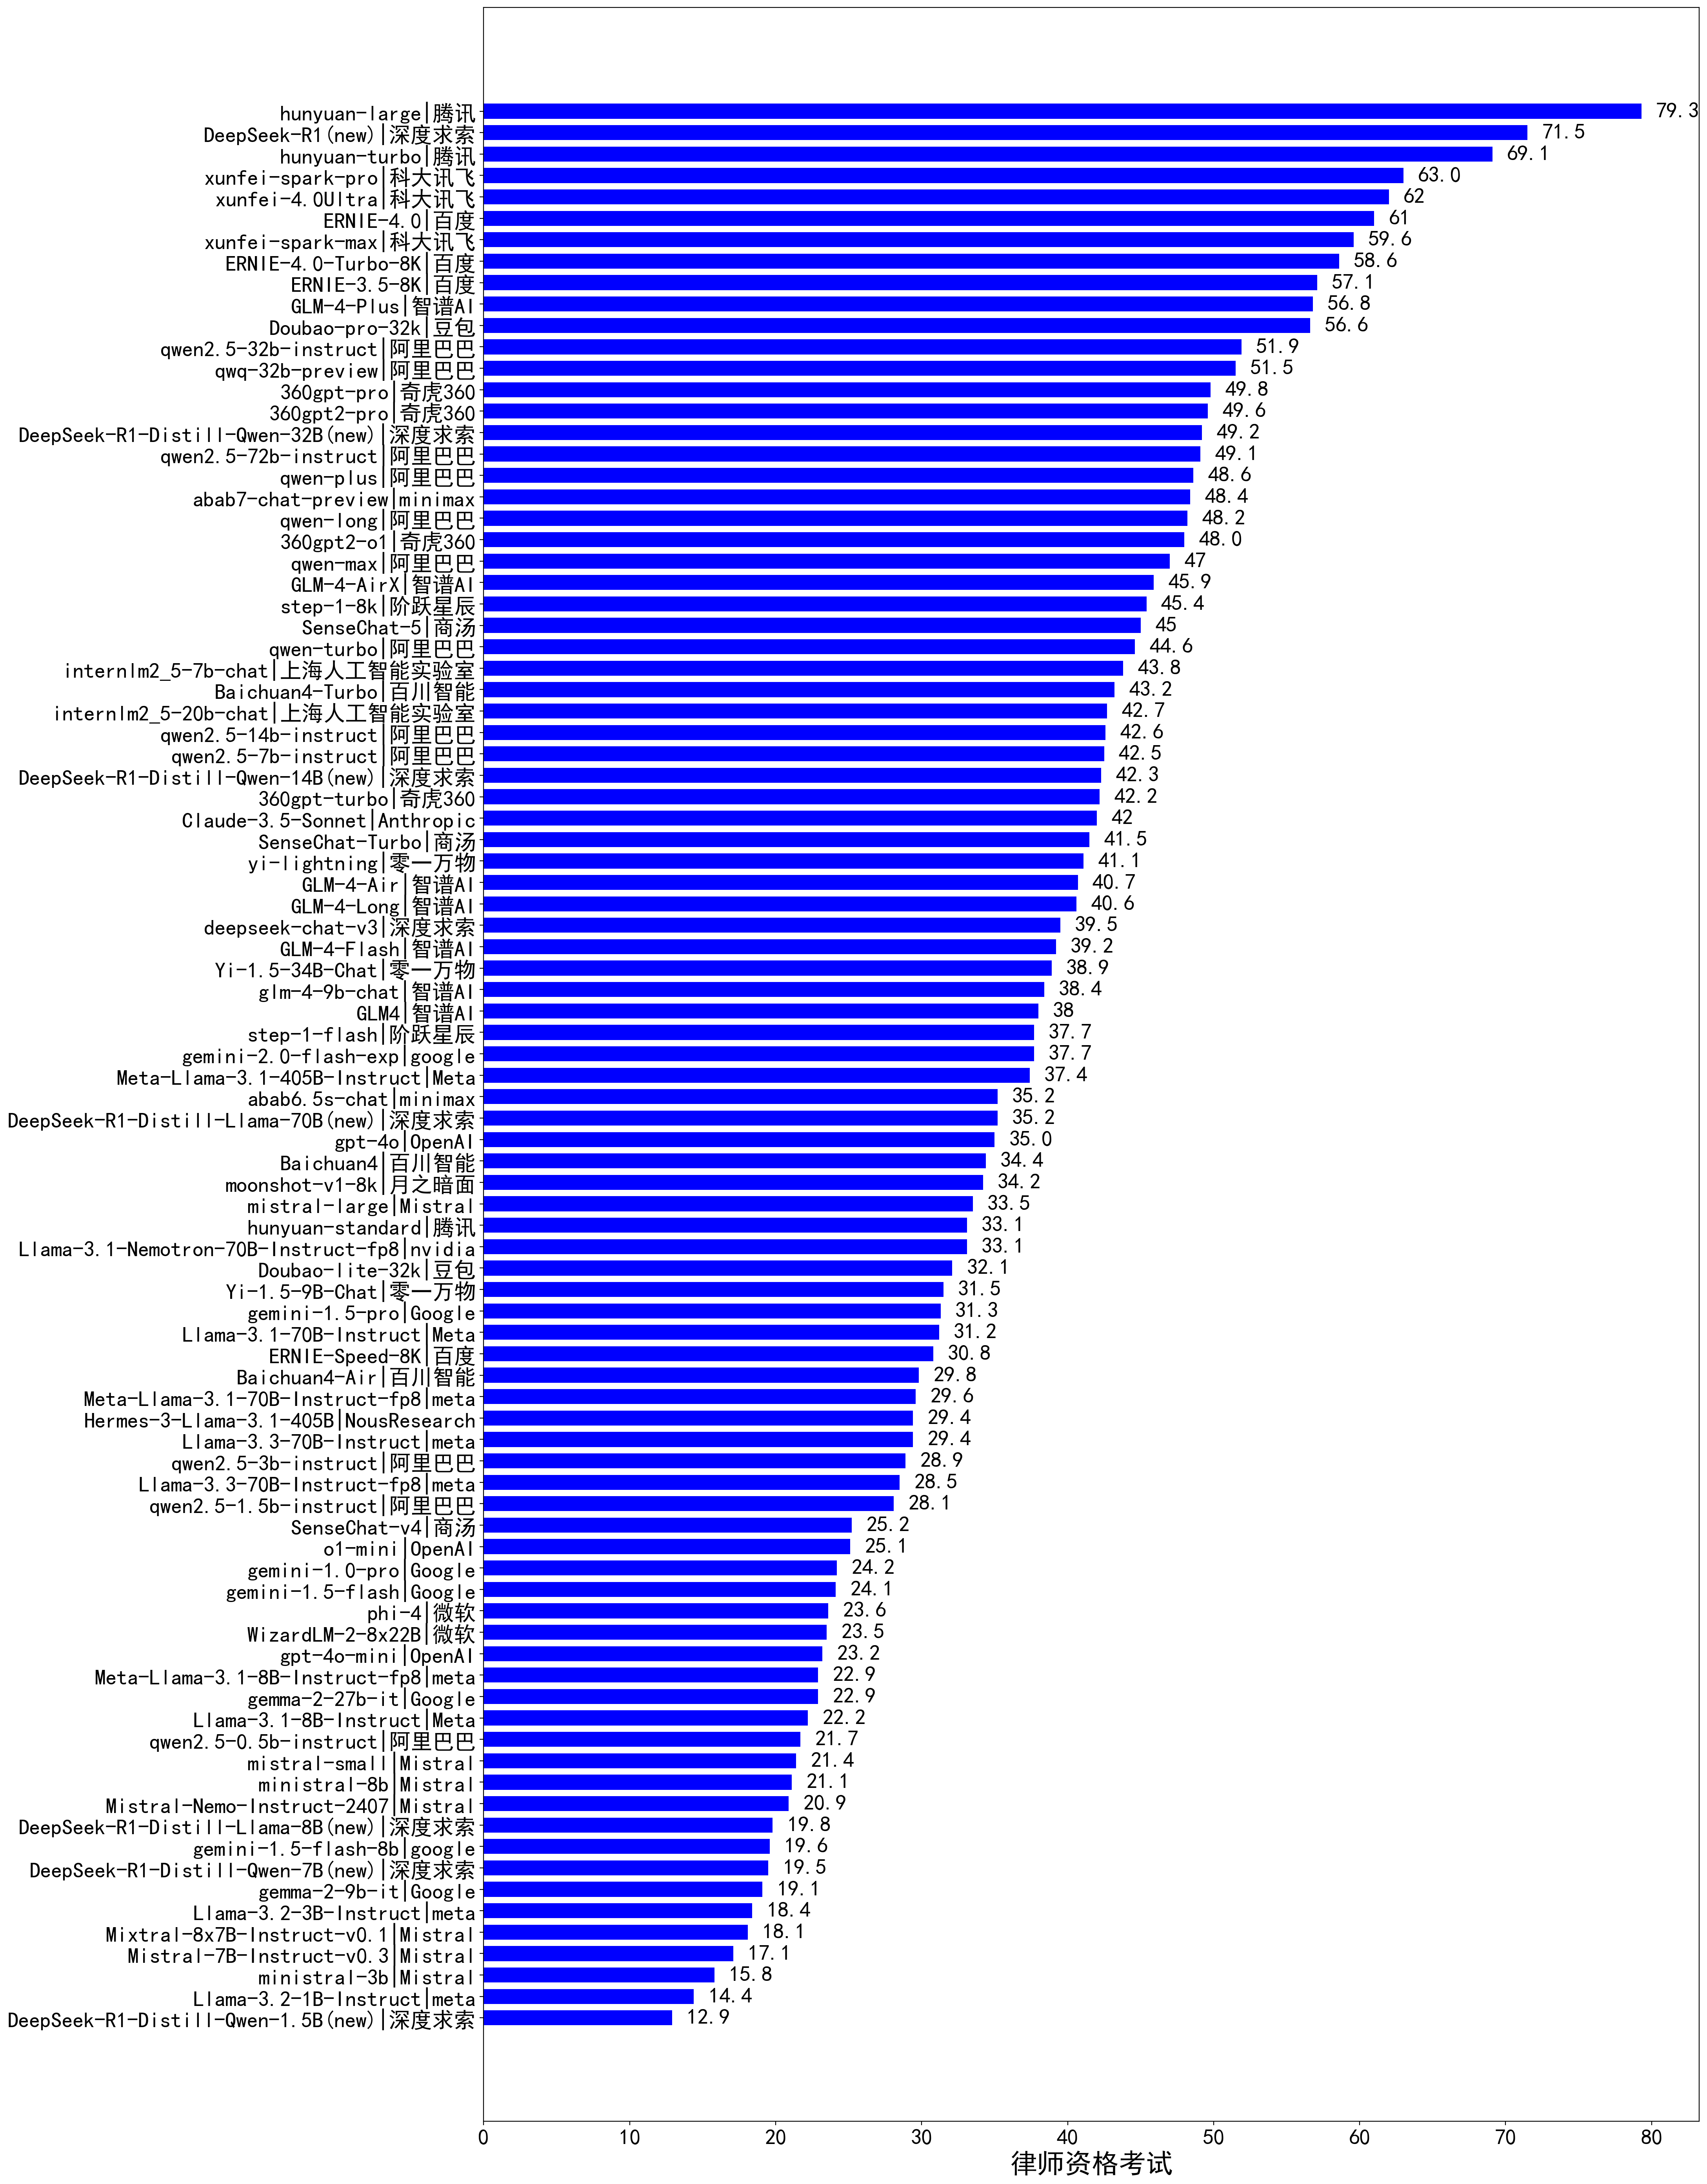 hunyuan-large|腾讯 79.3
DeepSeek-R1(new)|深度求索 71.5
hunyuan-turbo|腾讯 69.1
xunfei-spark-pro|科大讯飞 63.0
xunfei-4.0Ultra|科大讯飞 62
ERNIE-4.0|百度 61
xunfei-spark-max|科大讯飞 59.6
ERNIE-4.0-Turbo-8K|百度 58.6
ERNIE-3.5-8K|百度 57.1
GLM-4-Plus|智谱AI 56.8
Doubao-pro-32k|豆包 56.6
qwen2.5-32b-instruct|阿里巴巴 51.9
qwq-32b-preview|阿里巴巴 51.5
360gpt-pro|奇虎360 49.8
360gpt2-pro|奇虎360 49.6
DeepSeek-R1-Distill-Qwen-32B(new)|深度求索 49.2
qwen2.5-72b-instruct|阿里巴巴 49.1
qwen-plus|阿里巴巴 48.6
abab7-chat-preview|minimax 48.4
qwen-long|阿里巴巴 48.2
360gpt2-o1|奇虎360 48.0
qwen-max|阿里巴巴 47
GLM-4-AirX|智谱AI 45.9
step-1-8k|阶跃星辰 45.4
SenseChat-5|商汤 45
qwen-turbo|阿里巴巴 44.6
internlm2_5-7b-chat|上海人工智能实验室 43.8
Baichuan4-Turbo|百川智能 43.2
internlm2_5-20b-chat|上海人工智能实验室 42.7
qwen2.5-14b-instruct|阿里巴巴 42.6
qwen2.5-7b-instruct|阿里巴巴 42.5
DeepSeek-R1-Distill-Qwen-14B(new)|深度求索 42.3
360gpt-turbo|奇虎360 42.2
Claude-3.5-Sonnet|Anthropic 42
SenseChat-Turbo|商汤 41.5
yi-lightning|零一万物 41.1
GLM-4-Air|智谱AI 40.7
GLM-4-Long|智谱AI 40.6
deepseek-chat-v3|深度求索 39.5
GLM-4-Flash|智谱AI 39.2
Yi-1.5-34B-Chat|零一万物 38.9
glm-4-9b-chat|智谱AI 38.4
GLM4|智谱AI 38
step-1-flash|阶跃星辰 37.7
gemini-2.0-flash-exp|google 37.7
Meta-Llama-3.1-405B-Instruct|Meta 37.4
abab6.5s-chat|minimax 35.2
DeepSeek-R1-Distill-Llama-70B(new)|深度求索 35.2
gpt-4o|OpenAI 35.0
Baichuan4|百川智能 34.4
moonshot-v1-8k|月之暗面 34.2
mistral-large|Mistral 33.5
hunyuan-standard|腾讯 33.1
Llama-3.1-Nemotron-70B-Instruct-fp8|nvidia 33.1
Doubao-lite-32k|豆包 32.1
Yi-1.5-9B-Chat|零一万物 31.5
gemini-1.5-pro|Google 31.3
Llama-3.1-70B-Instruct|Meta 31.2
ERNIE-Speed-8K|百度 30.8
Baichuan4-Air|百川智能 29.8
Meta-Llama-3.1-70B-Instruct-fp8|meta 29.6
Hermes-3-Llama-3.1-405B|NousResearch 29.4
Llama-3.3-70B-Instruct|meta 29.4
qwen2.5-3b-instruct|阿里巴巴 28.9
Llama-3.3-70B-Instruct-fp8|meta 28.5
qwen2.5-1.5b-instruct|阿里巴巴 28.1
SenseChat-v4|商汤 25.2
o1-mini|OpenAI 25.1
gemini-1.0-pro|Google 24.2
gemini-1.5-flash|Google 24.1
phi-4|微软 23.6
WizardLM-2-8x22B|微软 23.5
gpt-4o-mini|OpenAI 23.2
Meta-Llama-3.1-8B-Instruct-fp8|meta 22.9
gemma-2-27b-it|Google 22.9
Llama-3.1-8B-Instruct|Meta 22.2
qwen2.5-0.5b-instruct|阿里巴巴 21.7
mistral-small|Mistral 21.4
ministral-8b|Mistral 21.1
Mistral-Nemo-Instruct-2407|Mistral 20.9
DeepSeek-R1-Distill-Llama-8B(new)|深度求索 19.8
gemini-1.5-flash-8b|google 19.6
DeepSeek-R1-Distill-Qwen-7B(new)|深度求索 19.5
gemma-2-9b-it|Google 19.1
Llama-3.2-3B-Instruct|meta 18.4
Mixtral-8x7B-Instruct-v0.1|Mistral 18.1
Mistral-7B-Instruct-v0.3|Mistral 17.1
ministral-3b|Mistral 15.8
Llama-3.2-1B-Instruct|meta 14.4
DeepSeek-R1-Distill-Qwen-1.5B(new)|深度求索 12.9
0 10 20 30 40 50 60 70 80
律师资格考试